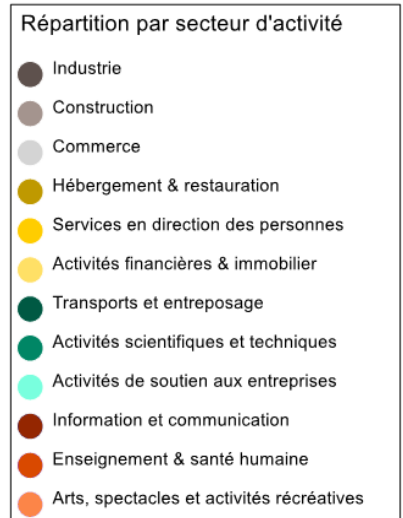 Répartition par secteur d'activité
Industrie
Construction
Commerce
Hébergement & restauration
Services en direction des personnes
Activités financières & immobilier
Transports et entreposage
Activités scientifiques et techniques
Activités de soutien aux entreprises
Information et communication
Enseignement & santé humaine
Arts, spectacles et activités récréatives